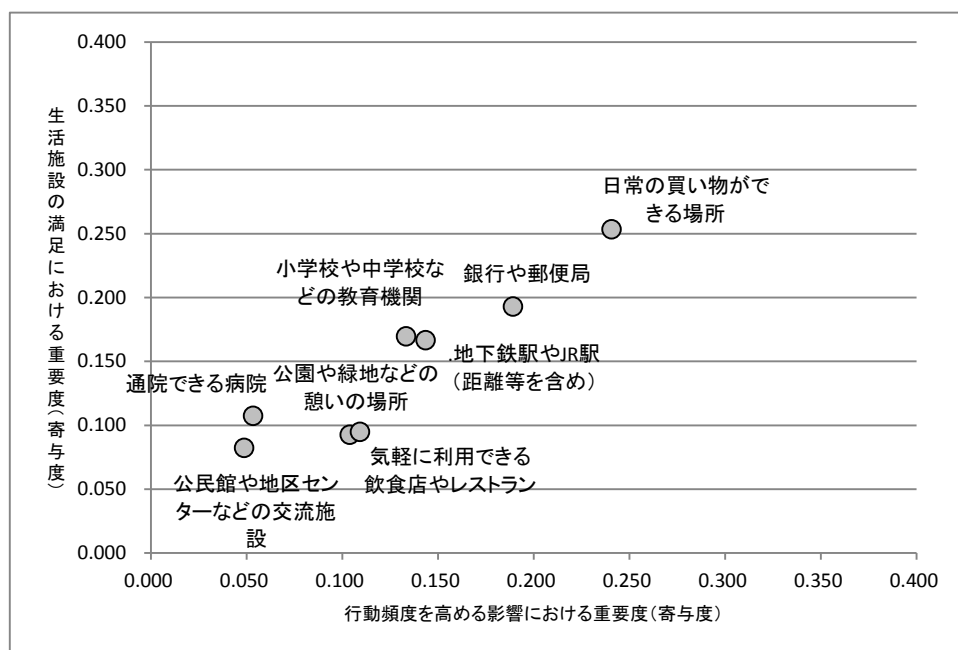 0.400
0.350
0.300
0.250
0.200
0.150
0.100
0.050
0.000
生活施設の満足における重要度(寄与度)
日常の買い物がで
きる場所
小学校や中学校な
どの教育機関
銀行や郵便局
.地下鉄駅やJR駅
(距離等を含め)
通院できる病院
公園や緑地などの
憩いの場所
気軽に利用できる
飲食店やレストラン
公民館や地区セン
ターなどの交流施
設
0.000 0.050 0.100 0.150 0.200 0.250 0.300 0.350 0.400
行動頻度を高める影響における重要度(寄与度)